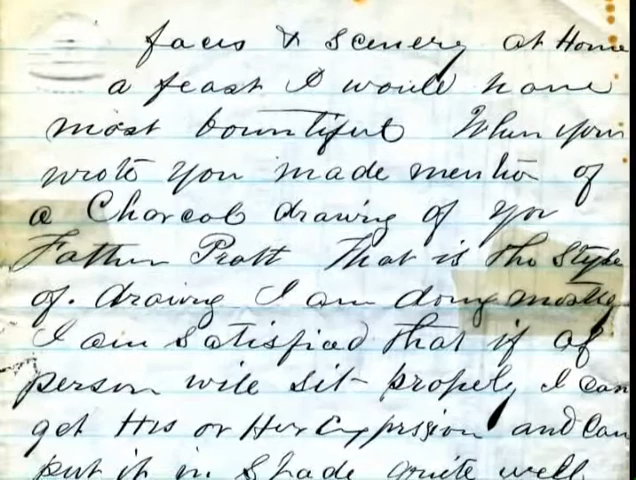 faces & Scenery at Home
a feast I would have
most bountiful When you
wrote you made mention of
a Charcol drawing of you
Father Pratt That is the Style
of. drawing I am doing mostly
I am Satisfied that if a
person will Sit properly I can
get His or Her Expression and Can
put it in Shade quite well